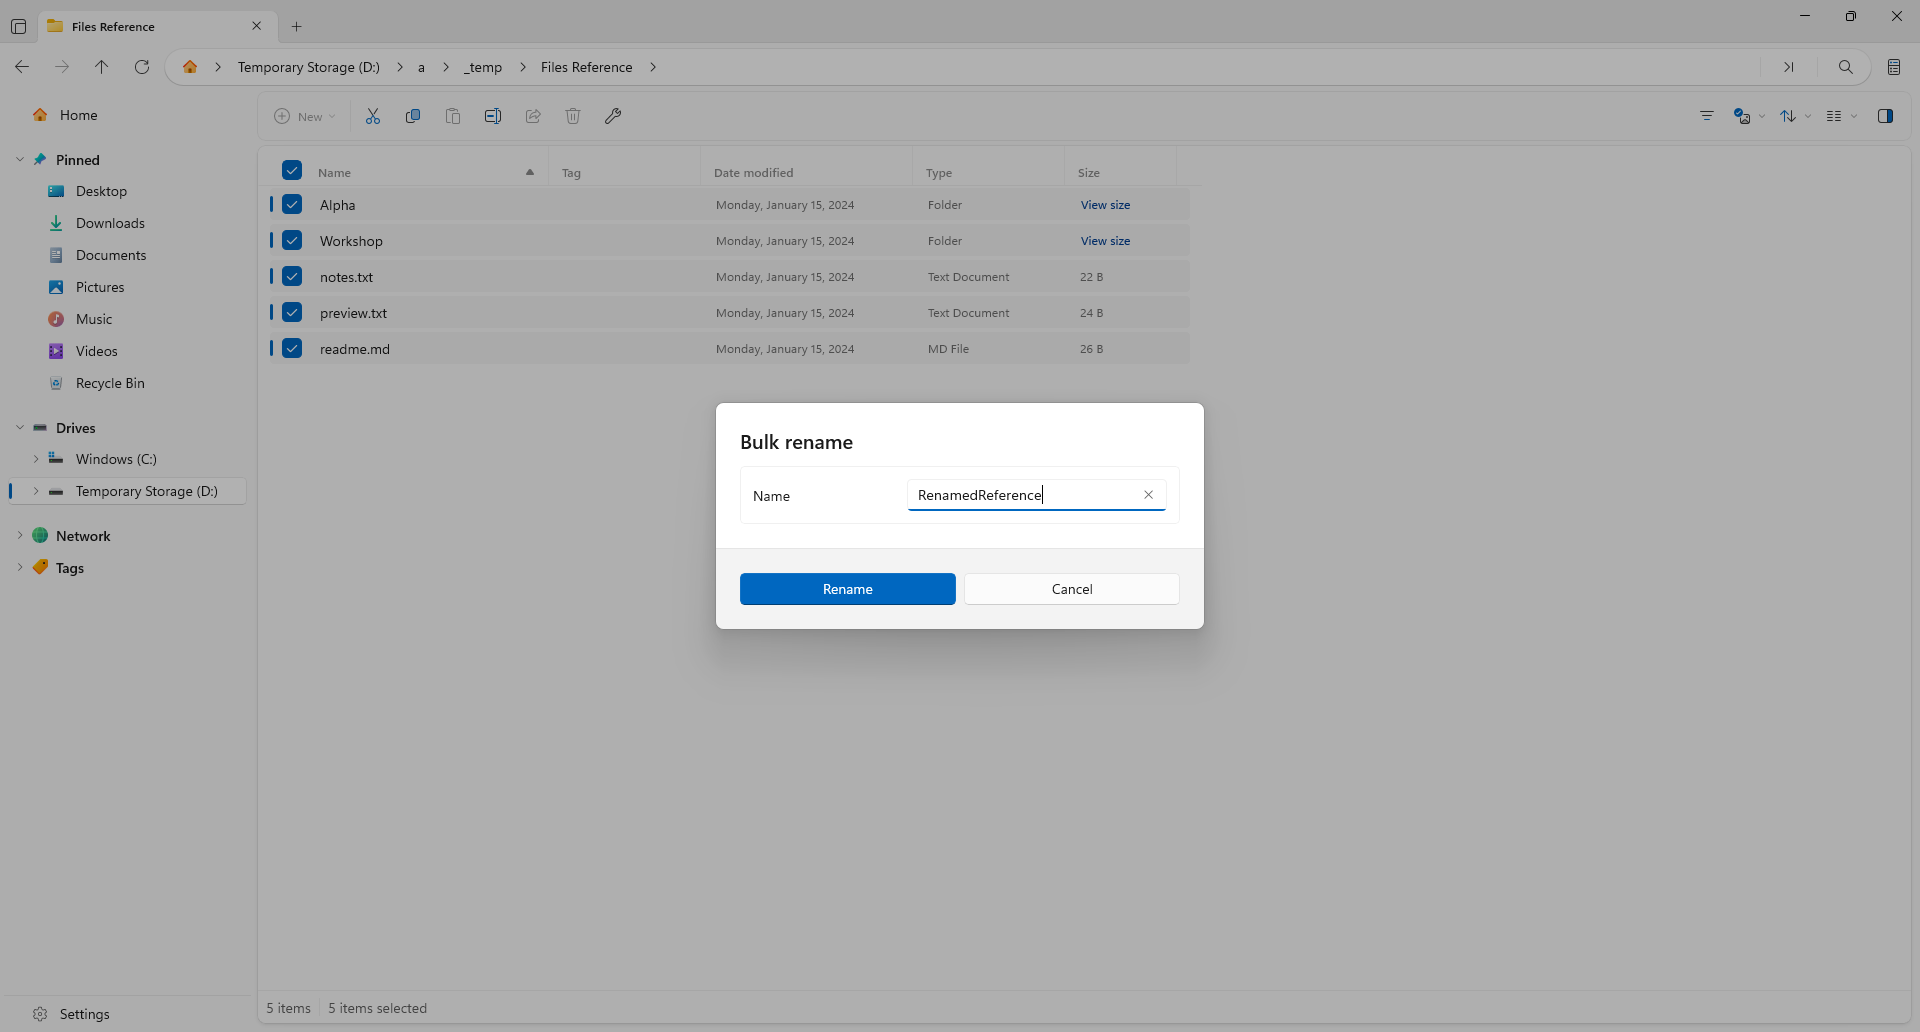 Files Reference
Temporary Storage (D:) a _temp Files Reference
Home
New
Pinned
Desktop
Downloads
Documents
Pictures
Music
Videos
Recycle Bin
Drives
Windows (C:)
Temporary Storage (D:)
Network
Tags
Settings
Name Tag Date modified Type Size
Alpha Monday, January 15, 2024 Folder View size
Workshop Monday, January 15, 2024 Folder View size
notes.txt Monday, January 15, 2024 Text Document 22 B
preview.txt Monday, January 15, 2024 Text Document 24 B
readme.md Monday, January 15, 2024 MD File 26 B
Bulk rename
Name RenamedReference
Rename Cancel
5 items 5 items selected